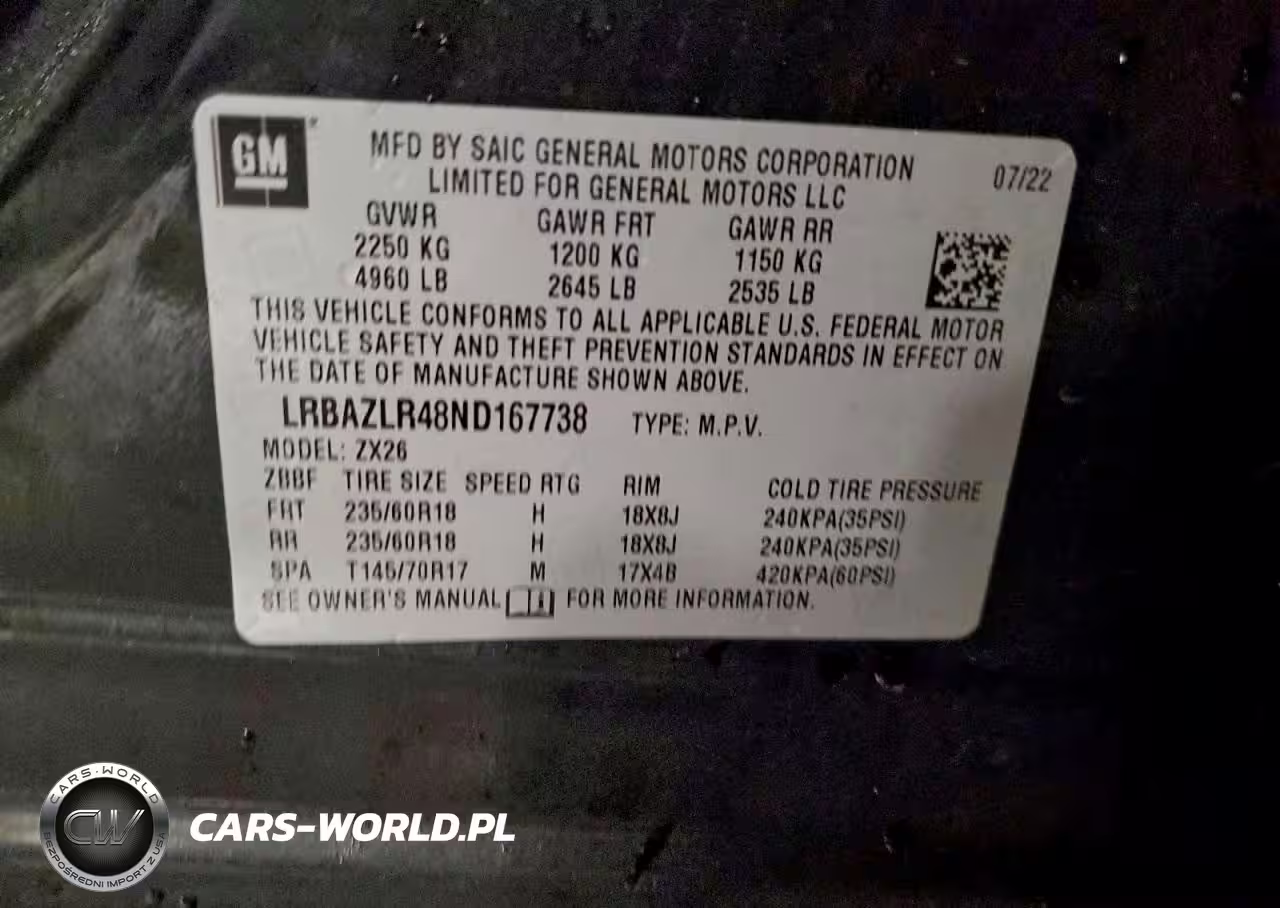 GM
MFD BY SAIC GENERAL MOTORS CORPORATION 07/22
LIMITED FOR GENERAL MOTORS LLC
GVWR GAWR FRT GAWR RR
2250 KG 1200 KG 1150 KG
4960 LB 2645 LB 2535 LB
THIS VEHICLE CONFORMS TO ALL APPLICABLE U.S. FEDERAL MOTOR
VEHICLE SAFETY AND THEFT PREVENTION STANDARDS IN EFFECT ON
THE DATE OF MANUFACTURE SHOWN ABOVE.
LRBAZLR48ND167738 TYPE: M.P.V.
MODEL: ZX26
ZBBF TIRE SIZE SPEED RTG RIM COLD TIRE PRESSURE
FRT 235/60R18 H 18X8J 240KPA(35PSI)
RR 235/60R18 H 18X8J 240KPA(35PSI)
SPA T145/70R17 M 17X4B 420KPA(60PSI)
SEE OWNER'S MANUAL FOR MORE INFORMATION.
CARS-WORLD
CW
BEZPOŚREDNI IMPORT Z USA
CARS-WORLD.PL